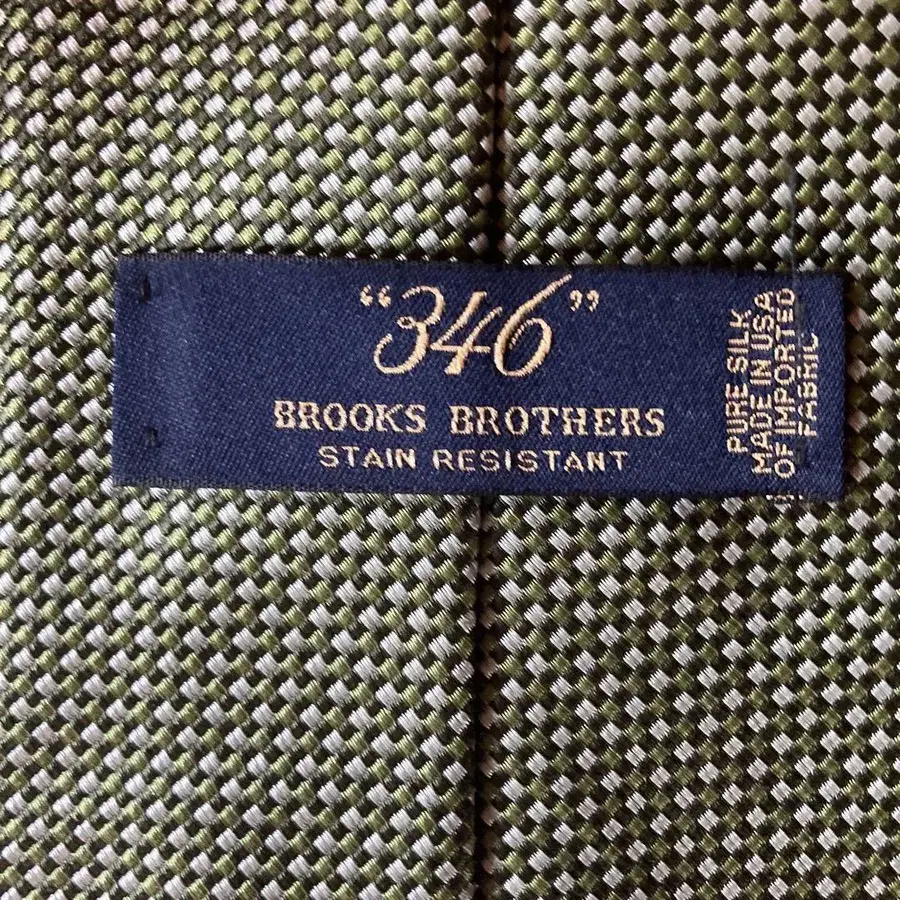 “346”
BROOKS BROTHERS
STAIN RESISTANT
PURE SILK
MADE IN USA
OF IMPORTED
FABRIC